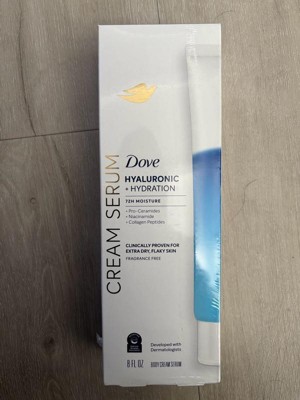 CREAM SERUM
Dove
HYALURONIC
+ HYDRATION
72H MOISTURE
• Pro-Ceramides
• Niacinamide
• Collagen Peptides
CLINICALLY PROVEN FOR
EXTRA DRY, FLAKY SKIN
FRAGRANCE FREE
Developed with
Dermatologists
8 FL OZ
BODY CREAM SERUM